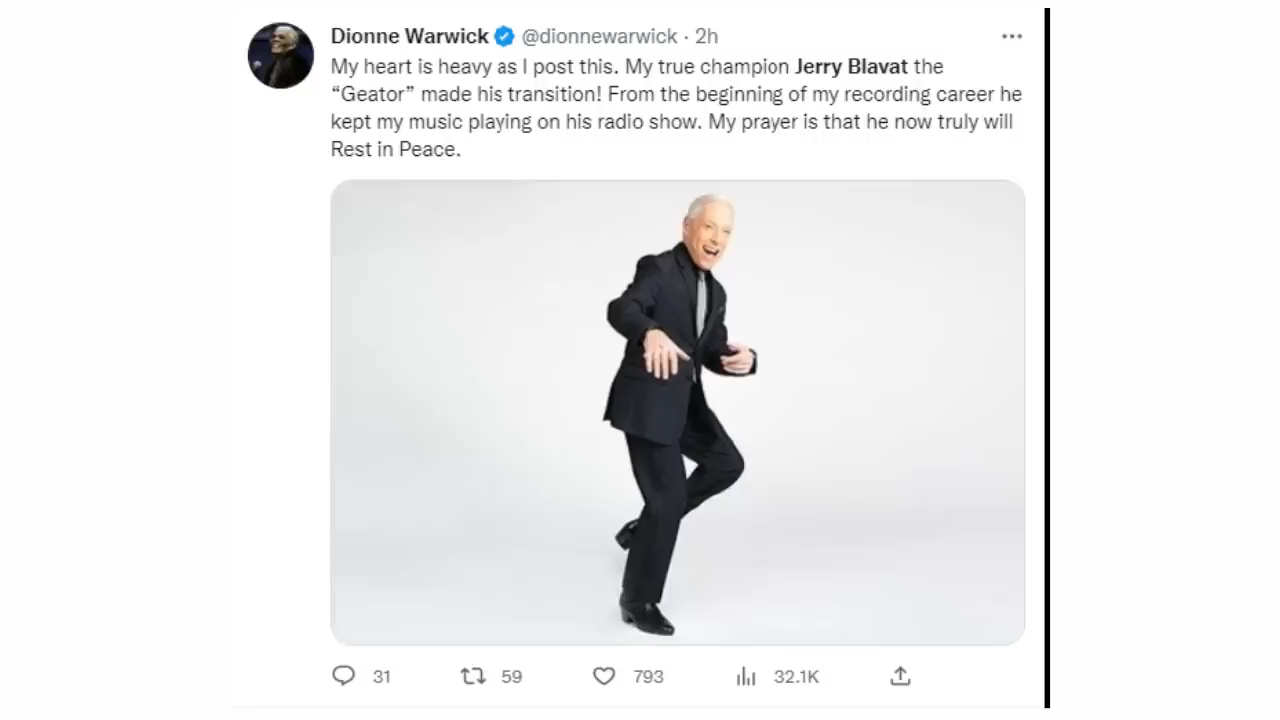 Dionne Warwick @dionnewarwick · 2h
My heart is heavy as I post this. My true champion Jerry Blavat the
“Geator” made his transition! From the beginning of my recording career he
kept my music playing on his radio show. My prayer is that he now truly will
Rest in Peace.
31 59 793 32.1K